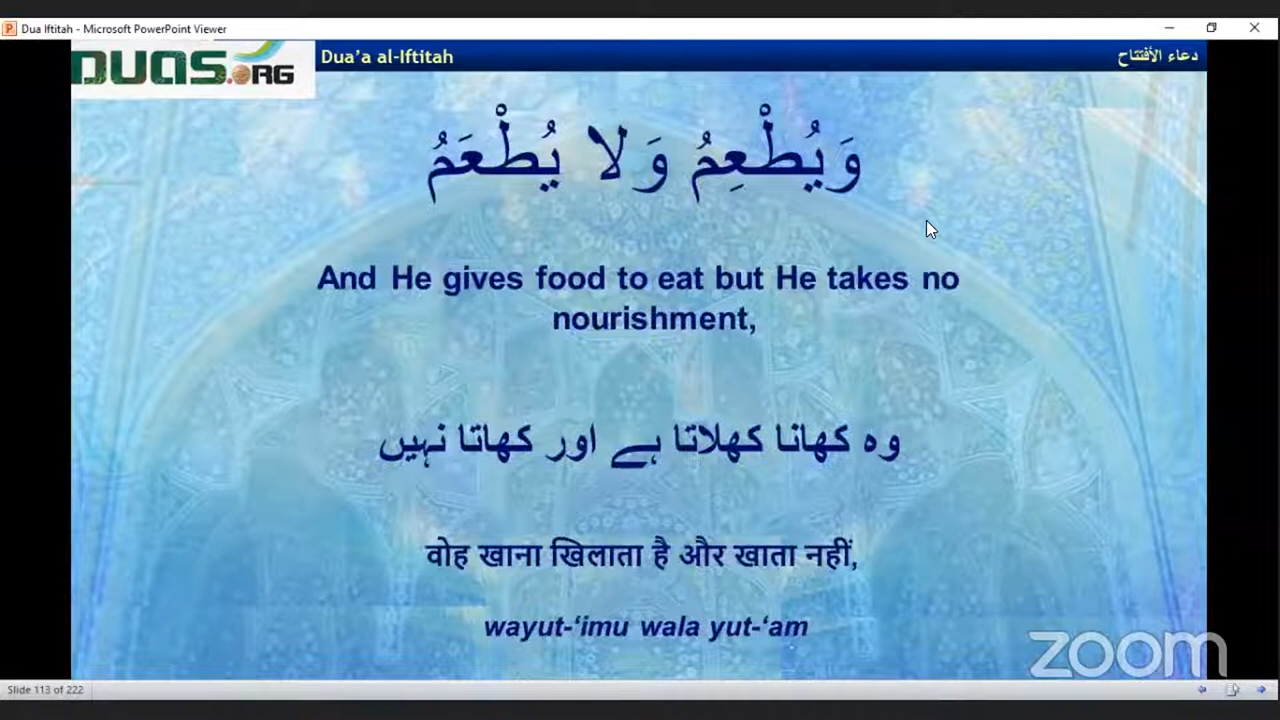 Dua Iftitah - Microsoft PowerPoint Viewer
DUAS.ORG
Dua’a al-Iftitah
دعاء الأفتتاح
وَيُطْعِمُ وَلا يُطْعَمُ
And He gives food to eat but He takes no
nourishment,
وہ کھانا کھلاتا ہے اور کھاتا نہیں
वोह खाना खिलाता है और खाता नहीं,
wayut-‘imu wala yut-‘am
zoom
Slide 113 of 222